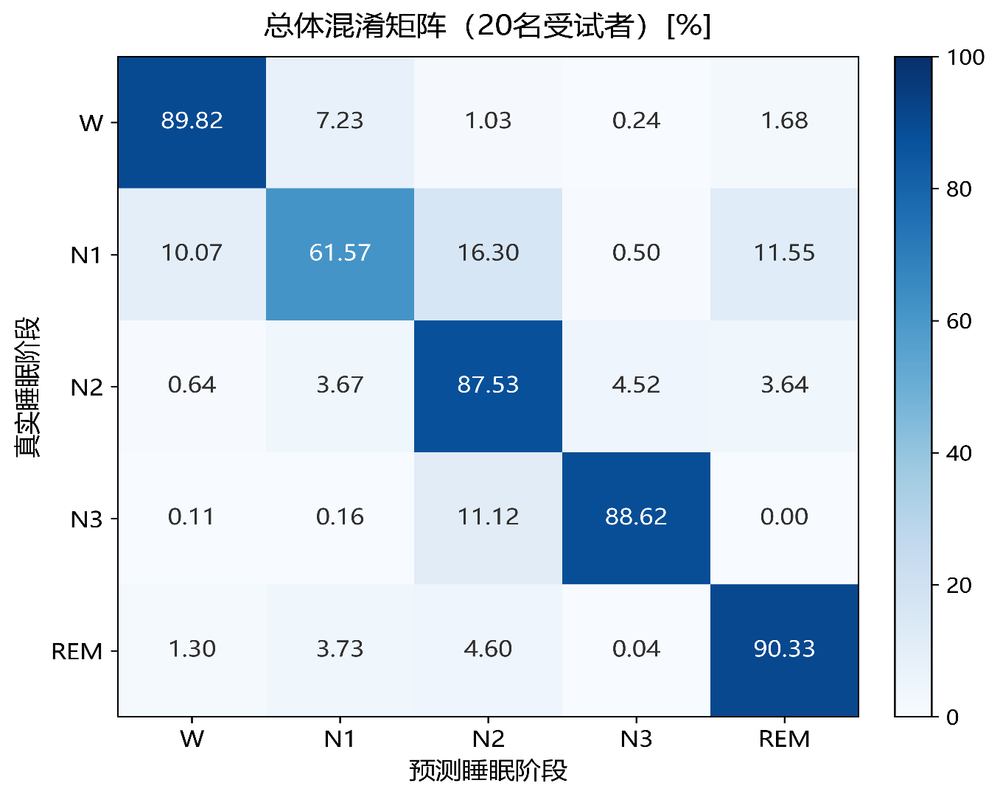 总体混淆矩阵（20名受试者）[%]
W 89.82 7.23 1.03 0.24 1.68
N1 10.07 61.57 16.30 0.50 11.55
N2 0.64 3.67 87.53 4.52 3.64
N3 0.11 0.16 11.12 88.62 0.00
REM 1.30 3.73 4.60 0.04 90.33
W N1 N2 N3 REM
预测睡眠阶段
真实睡眠阶段
100
80
60
40
20
0